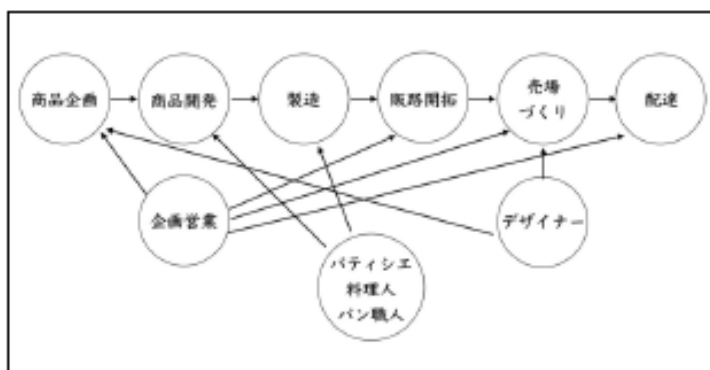 商品企画
商品開発
製造
販路開拓
売場
づくり
配達
企画営業
デザイナー
パティシエ
料理人
パン職人